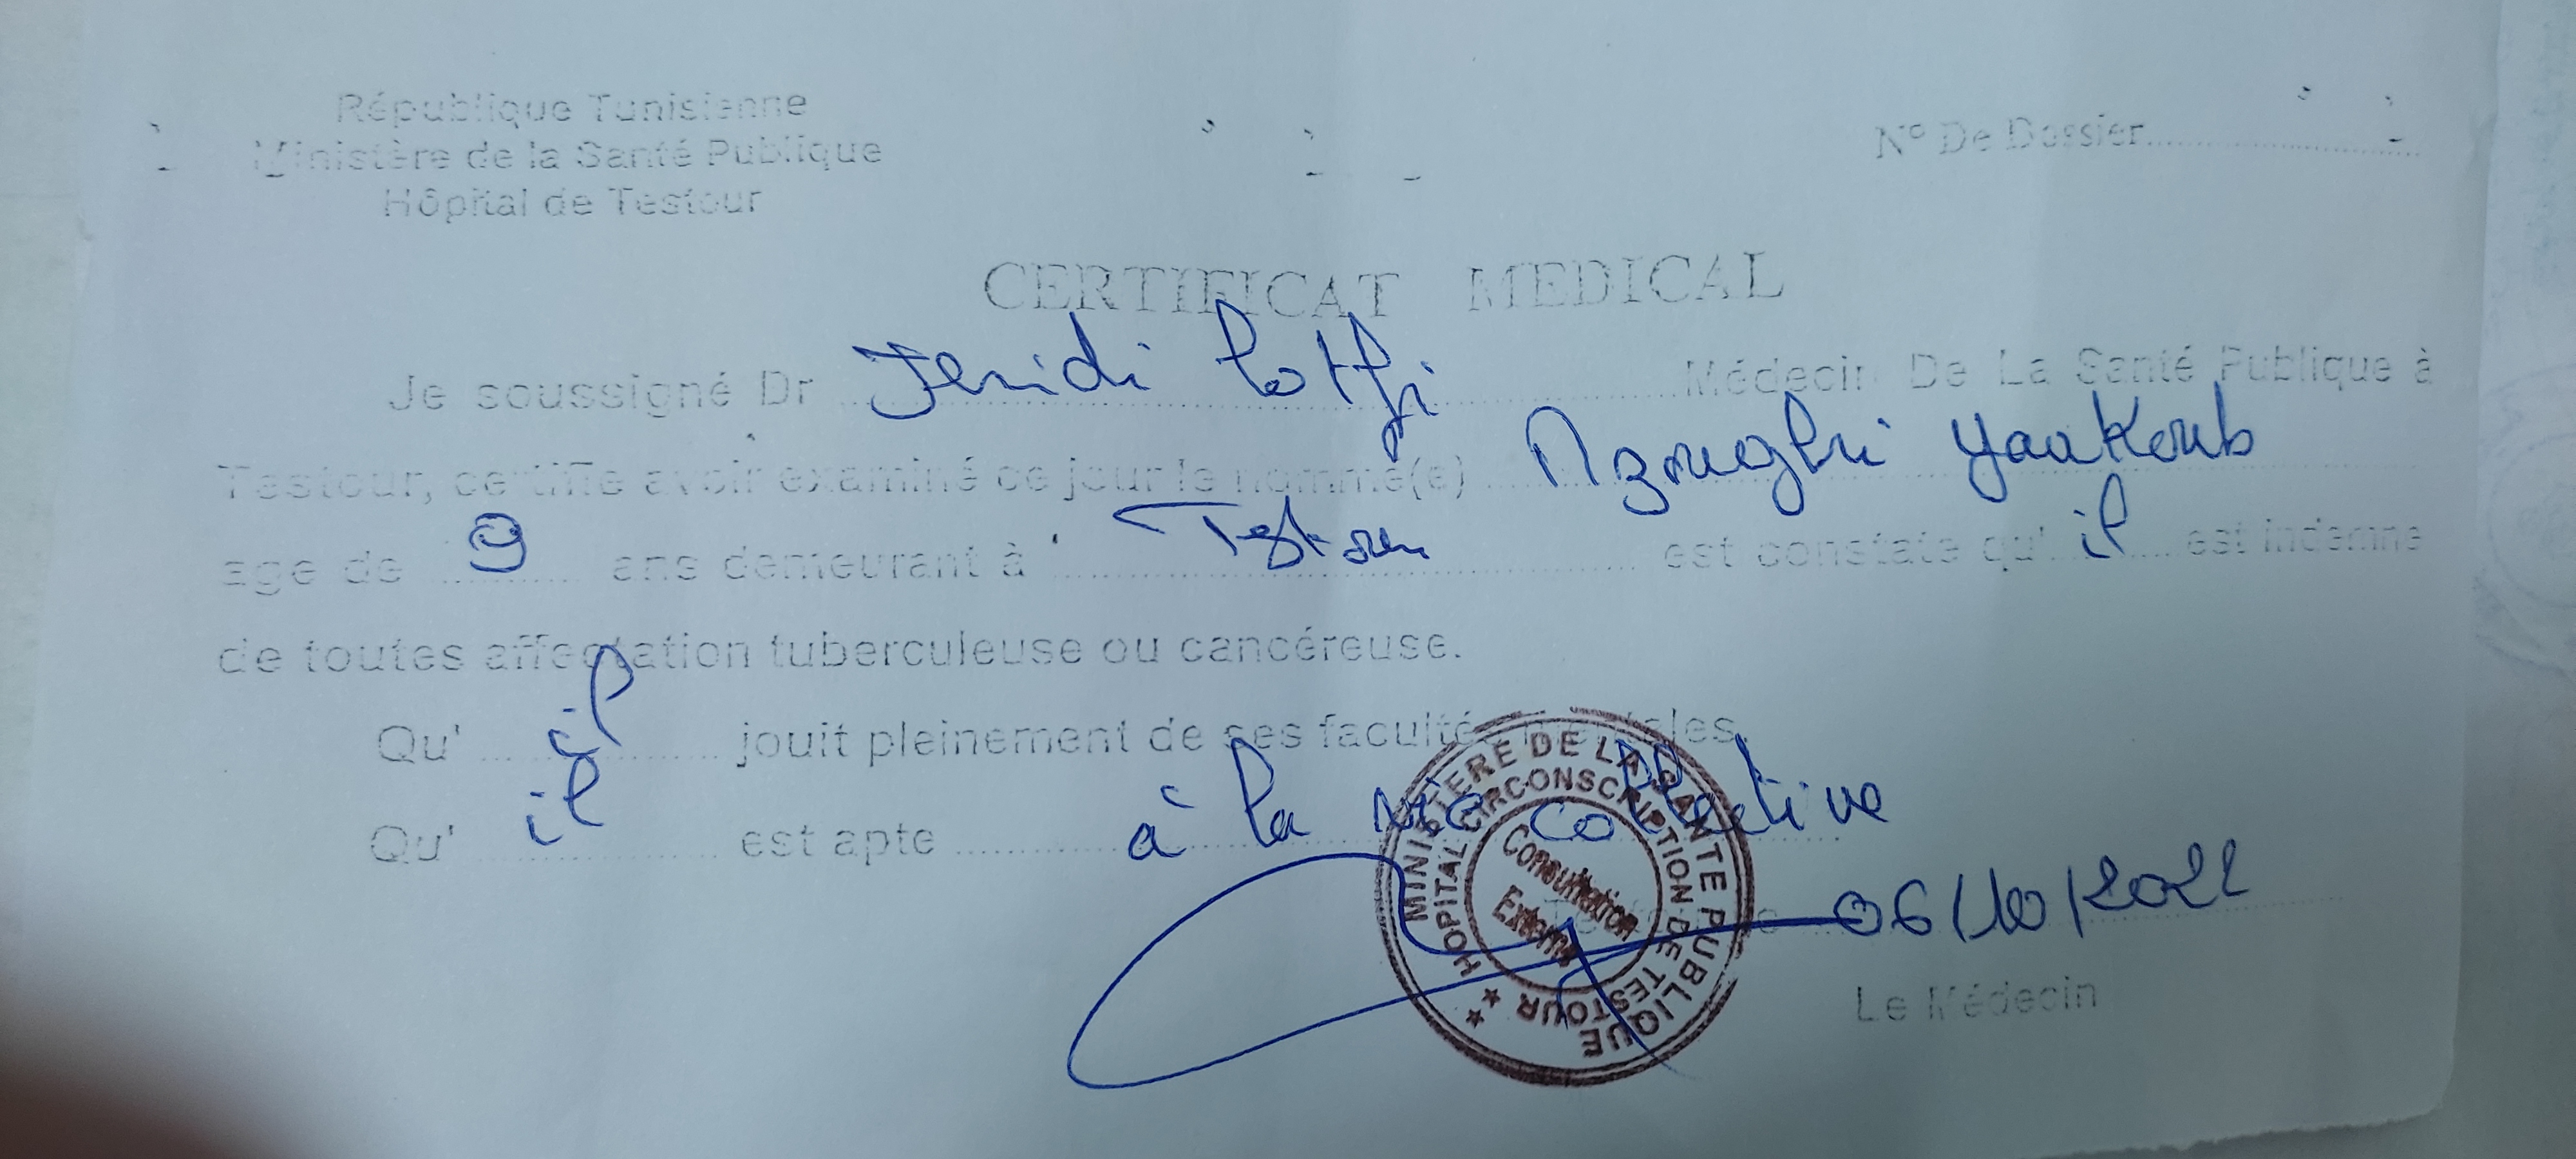 République Tunisienne
Ministère de la Santé Publique
Hôpital de Testour
N° De Dossier
CERTIFICAT MEDICAL
Je soussigné Dr Jenidi Lotfi Médecin De La Santé Publique à
Testour, certifie avoir examiné ce jour le nommé(e) Mzoughi Yaakoub
age de 9 ans demeurant à Testour est constate qu' il est indemne
de toutes affectation tuberculeuse ou cancéreuse.
Qu' il jouit pleinement de ses facultés mentales.
Qu' il est apte à la vie collective
06/10/2022
Le Médecin
MINISTERE DE LA SANTE PUBLIQUE
HOPITAL CIRCONSCRIPTION DE TESTOUR
Consultation
Externe